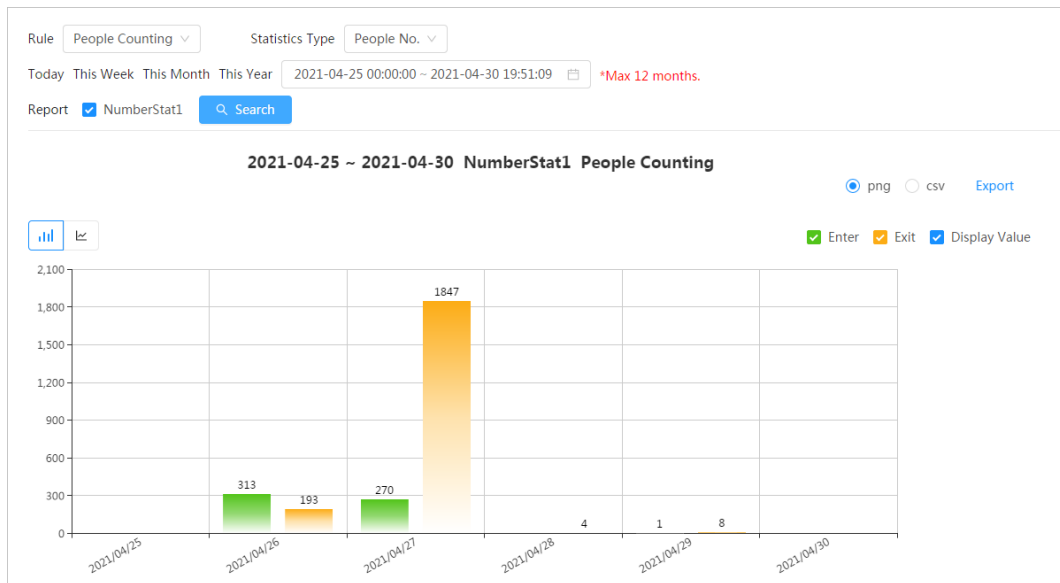 Rule People Counting Statistics Type People No.
Today This Week This Month This Year 2021-04-25 00:00:00 ~ 2021-04-30 19:51:09 *Max 12 months.
Report NumberStat1 Search
2021-04-25 ~ 2021-04-30 NumberStat1 People Counting
png csv Export
Enter Exit Display Value
2,100
1847
1,800
1,500
1,200
900
600
313 193 270
300
4 1 8
0
2021/04/25 2021/04/26 2021/04/27 2021/04/28 2021/04/29 2021/04/30